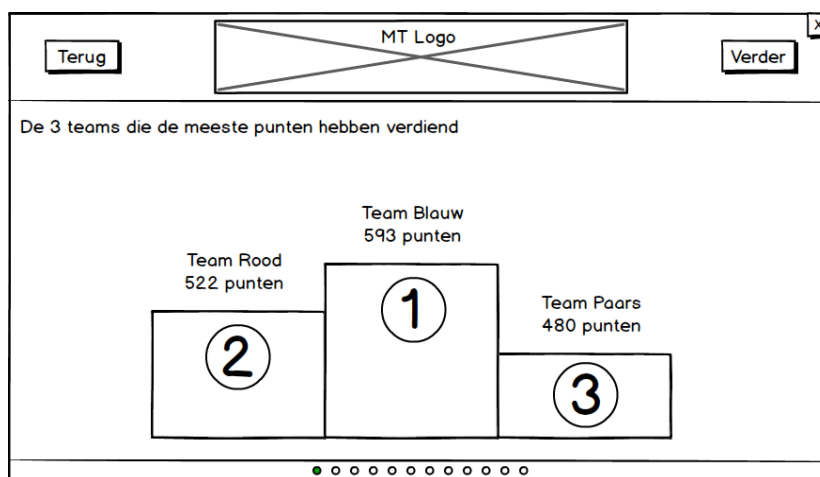 X
Terug
MT Logo
Verder
De 3 teams die de meeste punten hebben verdiend
Team Blauw
593 punten
Team Rood
522 punten
Team Paars
480 punten
1
2
3